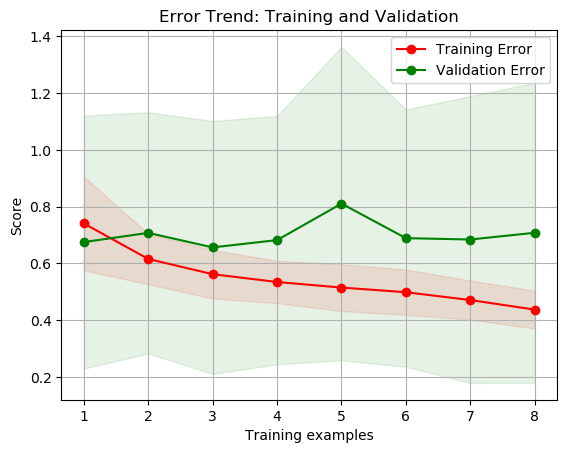 Error Trend: Training and Validation
1.4
1.2
1.0
0.8
0.6
0.4
0.2
Score
Training Error
Validation Error
1 2 3 4 5 6 7 8
Training examples